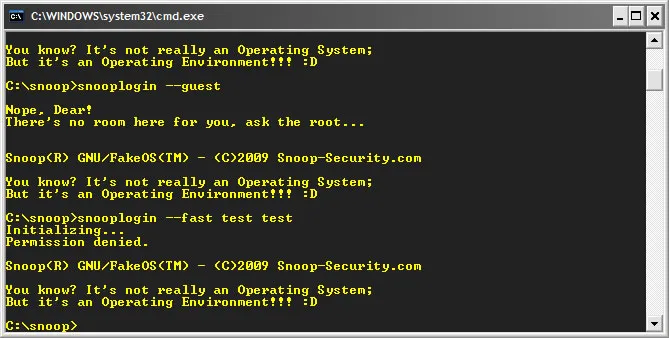 C:\WINDOWS\system32\cmd.exe
You know? It's not really an Operating System;
But it's an Operating Environment!!! :D
C:\snoop>snooplogin --guest
Nope, Dear!
There's no room here for you, ask the root...
Snoop(R) GNU/FakeOS(TM) - (C)2009 Snoop-Security.com
You know? It's not really an Operating System;
But it's an Operating Environment!!! :D
C:\snoop>snooplogin --fast test test
Initializing...
Permission denied.
Snoop(R) GNU/FakeOS(TM) - (C)2009 Snoop-Security.com
You know? It's not really an Operating System;
But it's an Operating Environment!!! :D
C:\snoop>